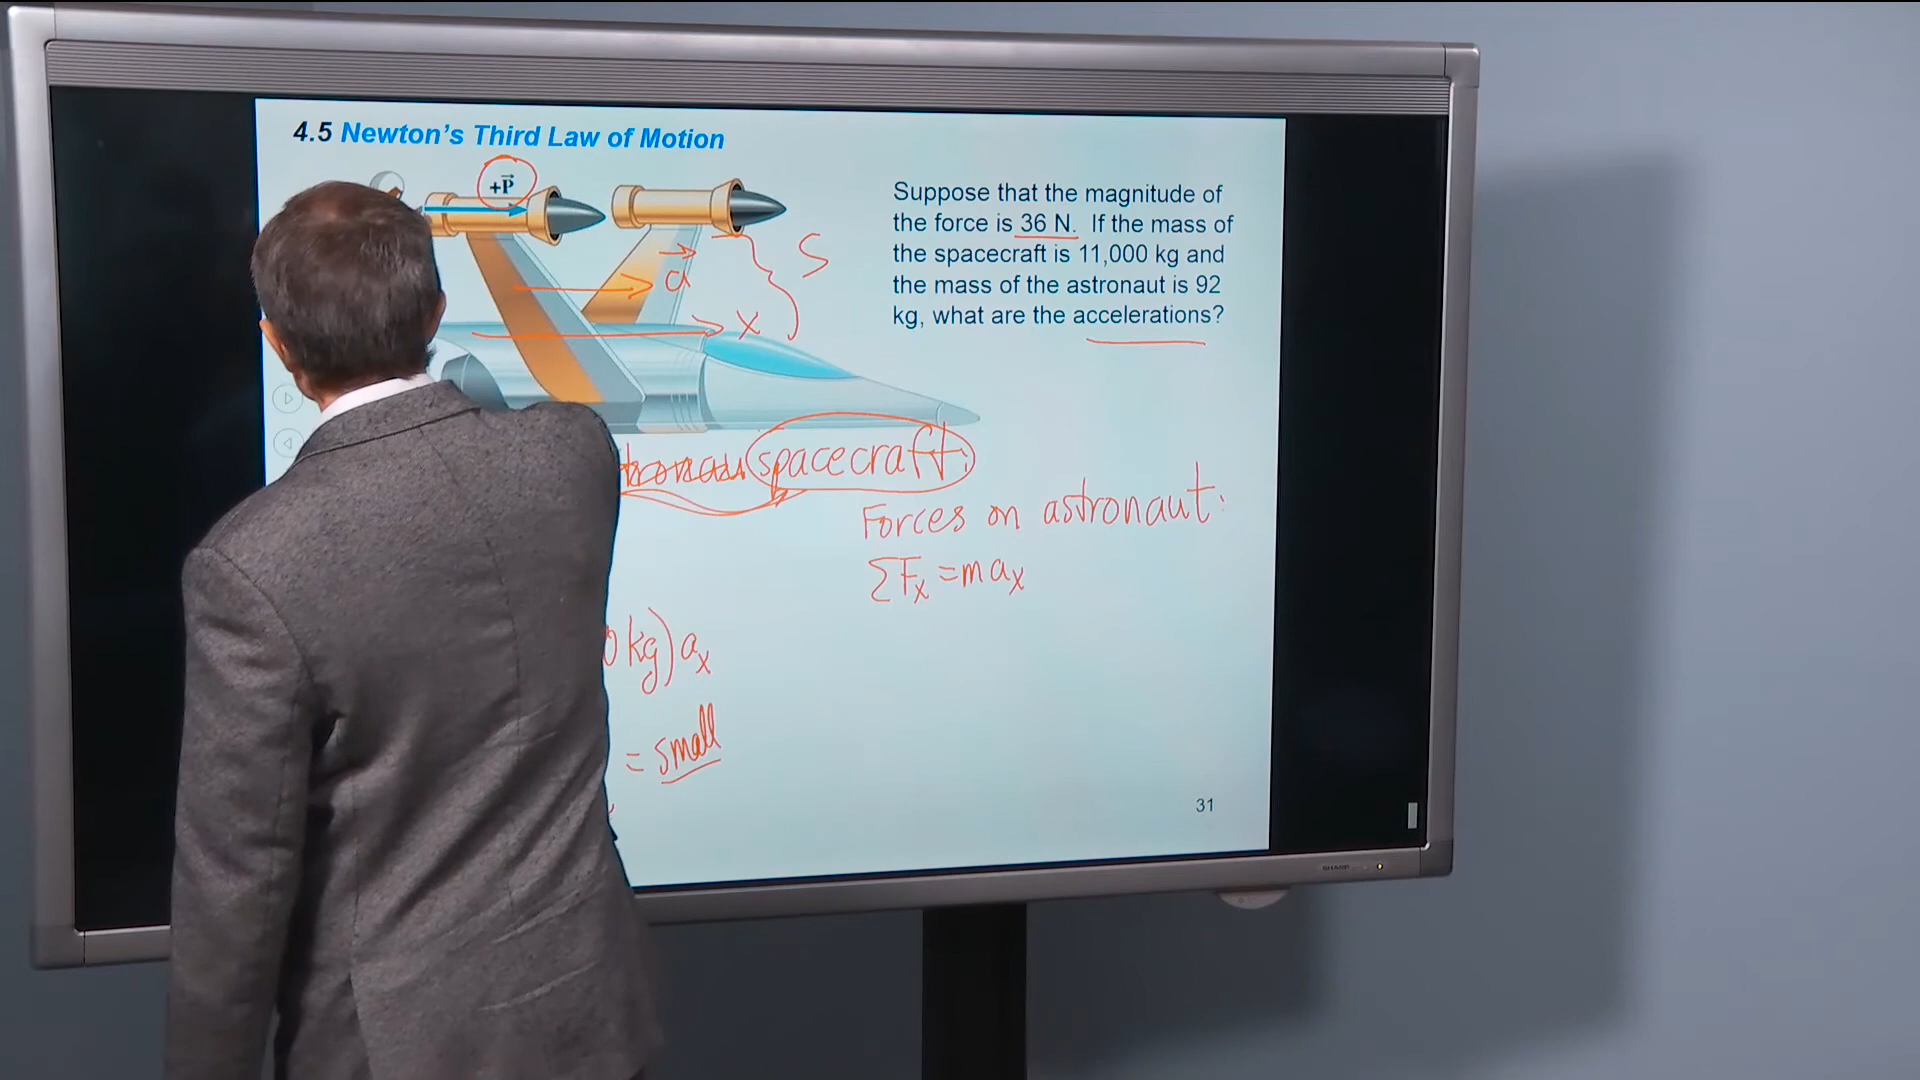 4.5 Newton's Third Law of Motion
+P
Suppose that the magnitude of
the force is 36 N. If the mass of
the spacecraft is 11,000 kg and
the mass of the astronaut is 92
kg, what are the accelerations?
S
a
x
spacecraft
Forces on astronaut:
ΣFx = max
0 kg) ax
= small
31
SHARP